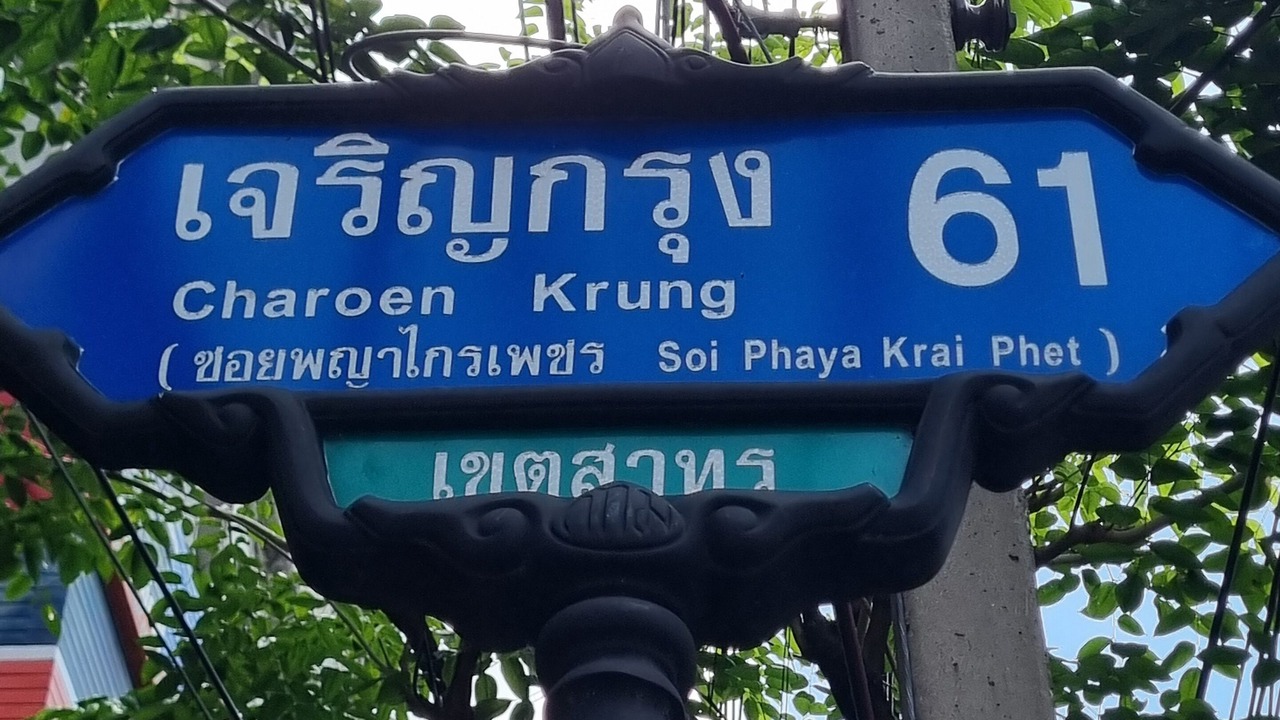 เจริญกรุง 61
Charoen Krung
(ซอยพญาไกรเพชร Soi Phaya Krai Phet)
เขตสาทร